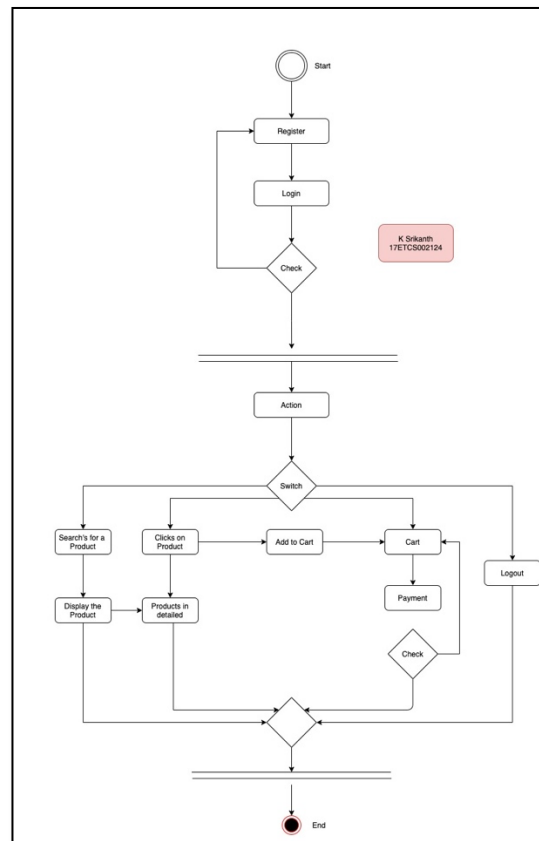 Start
Register
Login
K Srikanth
17ETCS002124
Check
Action
Switch
Search's for a
Product
Clicks on
Product
Add to Cart
Cart
Logout
Display the
Product
Products in
detailed
Payment
Check
End